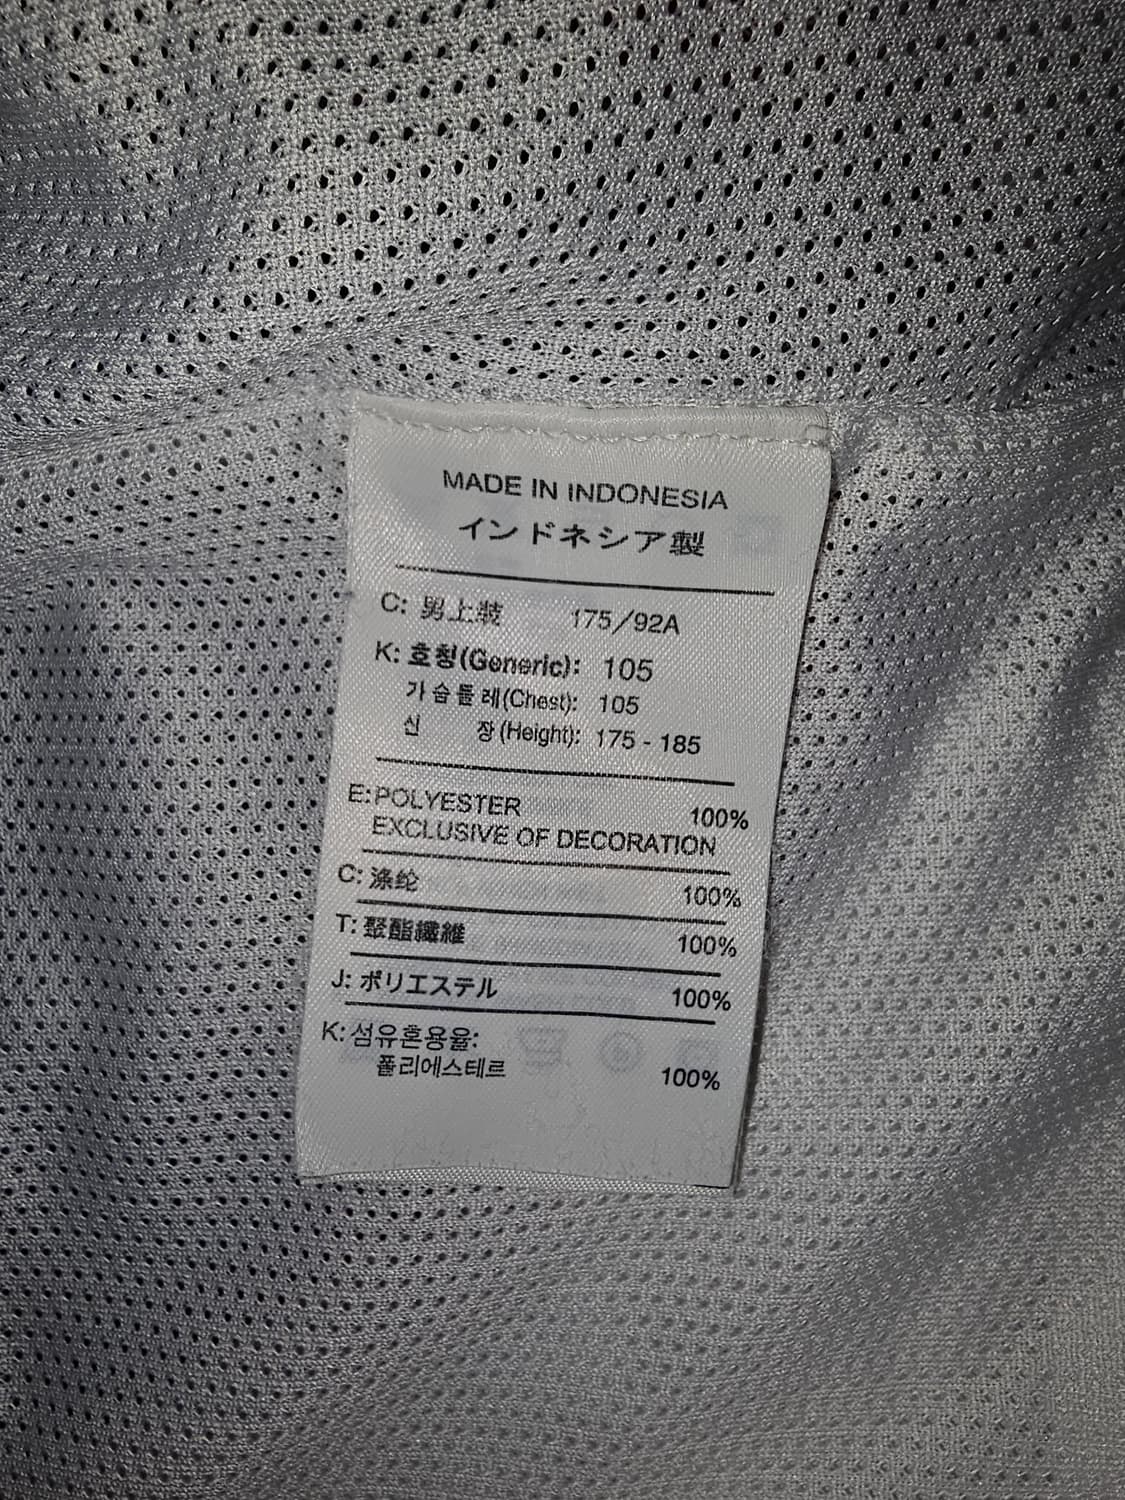 MADE IN INDONESIA
インドネシア製
C: 男上裝 175/92A
K: 호칭(Generic): 105
가슴둘레(Chest): 105
신 장(Height): 175 - 185
E:POLYESTER 100%
EXCLUSIVE OF DECORATION
C: 涤纶 100%
T: 聚酯纖維 100%
J: ポリエステル 100%
K: 섬유혼용율:
폴리에스테르 100%